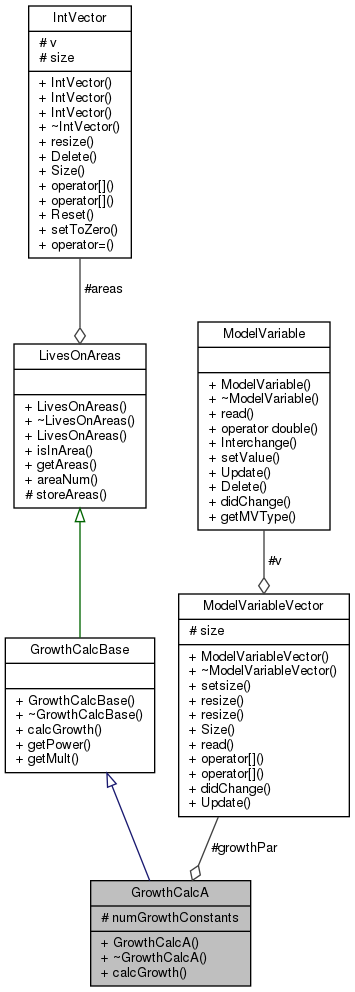 IntVector
# v
# size
+ IntVector()
+ IntVector()
+ IntVector()
+ ~IntVector()
+ resize()
+ Delete()
+ Size()
+ operator[]()
+ operator[]()
+ Reset()
+ setToZero()
+ operator=()
#areas
LivesOnAreas
+ LivesOnAreas()
+ ~LivesOnAreas()
+ LivesOnAreas()
+ isInArea()
+ getAreas()
+ areaNum()
# storeAreas()
ModelVariable
+ ModelVariable()
+ ~ModelVariable()
+ read()
+ operator double()
+ Interchange()
+ setValue()
+ Update()
+ Delete()
+ didChange()
+ getMVType()
#v
GrowthCalcBase
+ GrowthCalcBase()
+ ~GrowthCalcBase()
+ calcGrowth()
+ getPower()
+ getMult()
ModelVariableVector
# size
+ ModelVariableVector()
+ ~ModelVariableVector()
+ setsize()
+ resize()
+ resize()
+ Size()
+ read()
+ operator[]()
+ operator[]()
+ didChange()
+ Update()
#growthPar
GrowthCalcA
# numGrowthConstants
+ GrowthCalcA()
+ ~GrowthCalcA()
+ calcGrowth()